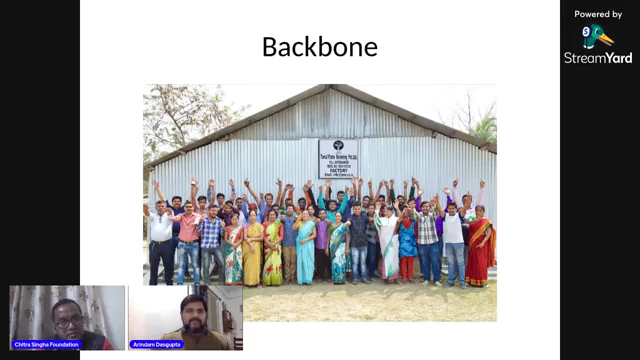 Backbone
Powered by
StreamYard
FACTORY
Chitra Singha Foundation
Arindam Dasgupta